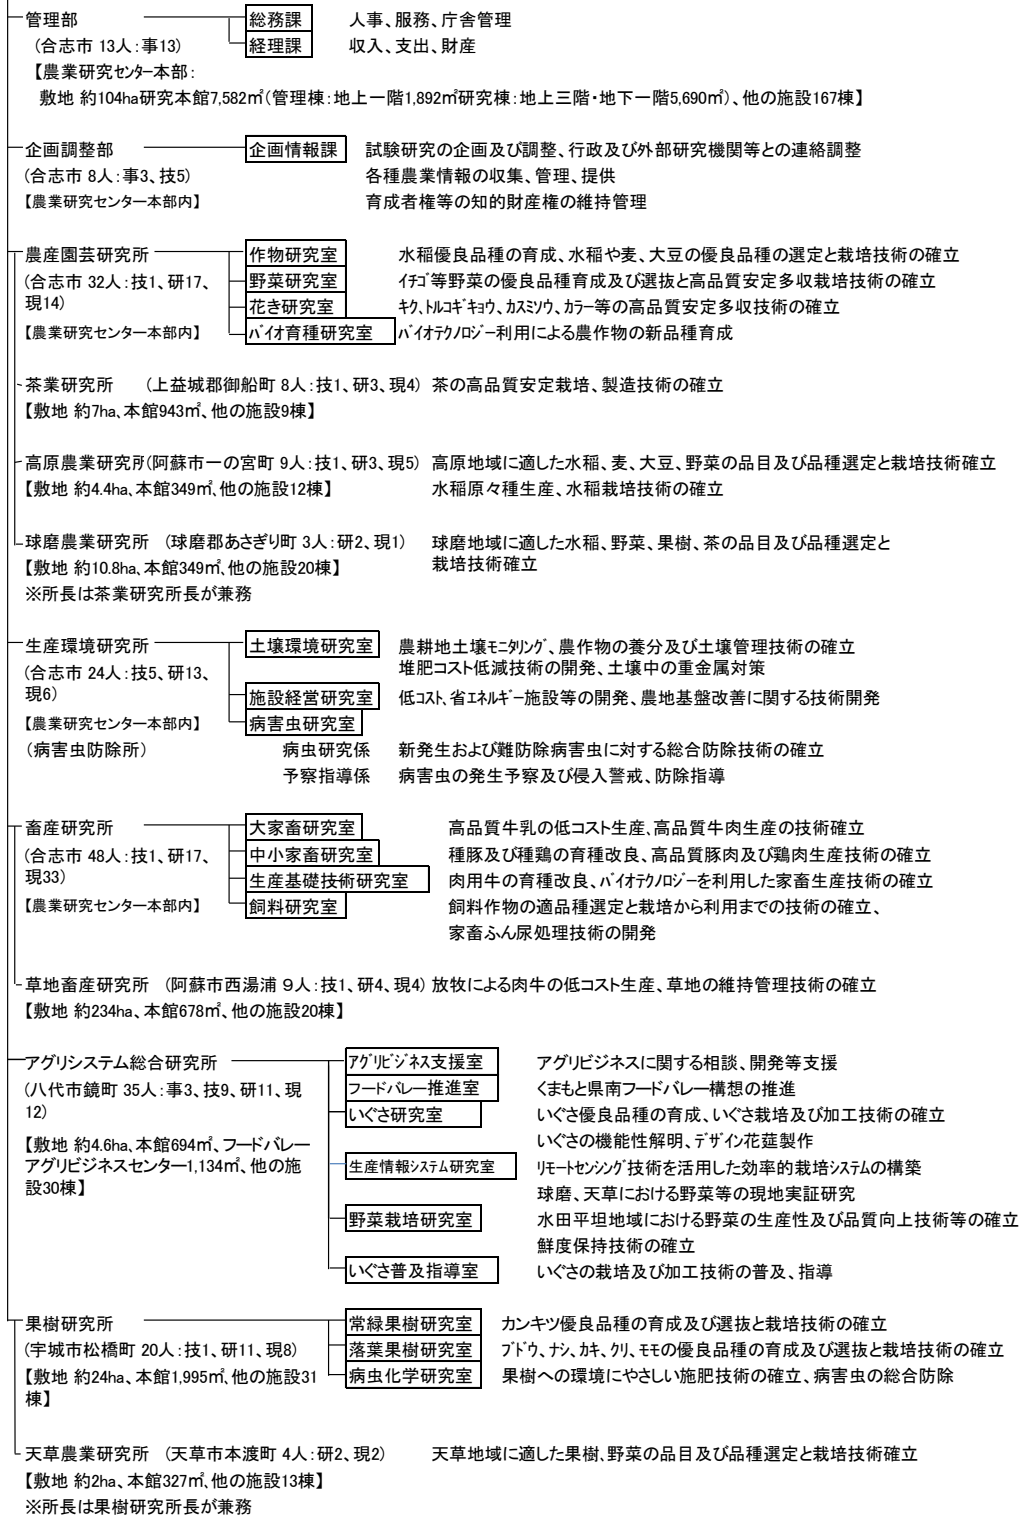 管理部 総務課 人事、服務、庁舎管理
(合志市 13人：事13) 経理課 収入、支出、財産
【農業研究センター本部：
敷地 約104ha研究本館7,582㎡(管理棟：地上一階1,892㎡研究棟：地上三階・地下一階5,690㎡)、他の施設167棟】
企画調整部 企画情報課 試験研究の企画及び調整、行政及び外部研究機関等との連絡調整
(合志市 8人：事3、技5) 各種農業情報の収集、管理、提供
【農業研究センター本部内】 育成者権等の知的財産権の維持管理
農産園芸研究所 作物研究室 水稲優良品種の育成、水稲や麦、大豆の優良品種の選定と栽培技術の確立
(合志市 32人：技1、研17、 野菜研究室 イチゴ等野菜の優良品種育成及び選抜と高品質安定多収栽培技術の確立
現14) 花き研究室 キク、トルコギキョウ、カスミソウ、カラー等の高品質安定多収技術の確立
【農業研究センター本部内】 バイオ育種研究室 バイオテクノロジー利用による農作物の新品種育成
茶業研究所 (上益城郡御船町 8人：技1、研3、現4) 茶の高品質安定栽培、製造技術の確立
【敷地 約7ha、本館943㎡、他の施設9棟】
高原農業研究所(阿蘇市一の宮町 9人：技1、研3、現5) 高原地域に適した水稲、麦、大豆、野菜の品目及び品種選定と栽培技術確立
【敷地 約4.4ha、本館349㎡、他の施設12棟】 水稲原々種生産、水稲栽培技術の確立
球磨農業研究所 (球磨郡あさぎり町 3人：研2、現1) 球磨地域に適した水稲、野菜、果樹、茶の品目及び品種選定と
【敷地 約10.8ha、本館349㎡、他の施設20棟】 栽培技術確立
※所長は茶業研究所長が兼務
生産環境研究所 土壌環境研究室 農耕地土壌モニタリング、農作物の養分及び土壌管理技術の確立
(合志市 24人：技5、研13、 堆肥コスト低減技術の開発、土壌中の重金属対策
現6) 施設経営研究室 低コスト、省エネルギー施設等の開発、農地基盤改善に関する技術開発
【農業研究センター本部内】 病害虫研究室
(病害虫防除所) 病虫研究係 新発生および難防除病害虫に対する総合防除技術の確立
予察指導係 病害虫の発生予察及び侵入警戒、防除指導
畜産研究所 大家畜研究室 高品質牛乳の低コスト生産、高品質牛肉生産の技術確立
(合志市 48人：技1、研17、 中小家畜研究室 種豚及び種鶏の育種改良、高品質豚肉及び鶏肉生産技術の確立
現33) 生産基礎技術研究室 肉用牛の育種改良、バイオテクノロジーを利用した家畜生産技術の確立
【農業研究センター本部内】 飼料研究室 飼料作物の適品種選定と栽培から利用までの技術の確立、
家畜ふん尿処理技術の開発
草地畜産研究所 (阿蘇市西湯浦 9人：技1、研4、現4) 放牧による肉牛の低コスト生産、草地の維持管理技術の確立
【敷地 約234ha、本館678㎡、他の施設20棟】
アグリシステム総合研究所 アグリビジネス支援室 アグリビジネスに関する相談、開発等支援
(八代市鏡町 35人：事3、技9、研11、現 フードバレー推進室 くまもと県南フードバレー構想の推進
12) いぐさ研究室 いぐさ優良品種の育成、いぐさ栽培及び加工技術の確立
【敷地 約4.6ha、本館694㎡、フードバレー いぐさの機能性解明、デザイン花莚製作
アグリビジネスセンター1,134㎡、他の施 生産情報システム研究室 リモートセンシング技術を活用した効率的栽培システムの構築
設30棟】 球磨、天草における野菜等の現地実証研究
野菜栽培研究室 水田平坦地域における野菜の生産性及び品質向上技術等の確立
鮮度保持技術の確立
いぐさ普及指導室 いぐさの栽培及び加工技術の普及、指導
果樹研究所 常緑果樹研究室 カンキツ優良品種の育成及び選抜と栽培技術の確立
(宇城市松橋町 20人：技1、研11、現8) 落葉果樹研究室 ブドウ、ナシ、カキ、クリ、モモの優良品種の育成及び選抜と栽培技術の確立
【敷地 約24ha、本館1,995㎡、他の施設31 病虫化学研究室 果樹への環境にやさしい施肥技術の確立、病害虫の総合防除
棟】
天草農業研究所 (天草市本渡町 4人：研2、現2) 天草地域に適した果樹、野菜の品目及び品種選定と栽培技術確立
【敷地 約2ha、本館327㎡、他の施設13棟】
※所長は果樹研究所長が兼務